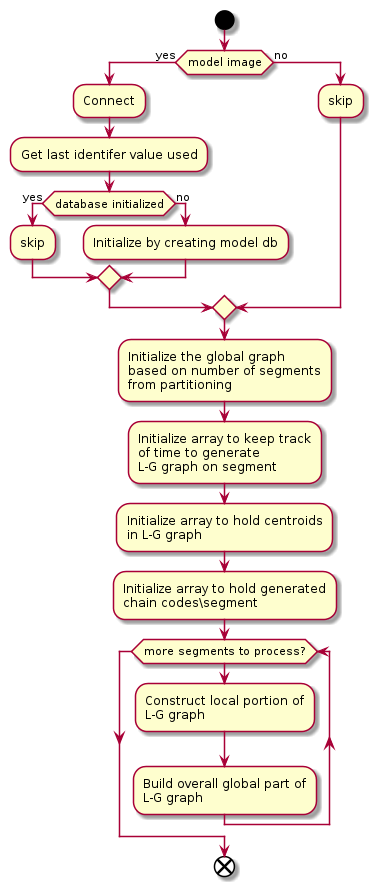 yes
model image
no
Connect
skip
Get last identifer value used
yes
database initialized
no
skip
Initialize by creating model db
Initialize the global graph
based on number of segments
from partitioning
Initialize array to keep track
of time to generate
L-G graph on segment
Initialize array to hold centroids
in L-G graph
Initialize array to hold generated
chain codes\segment
more segments to process?
Construct local portion of
L-G graph
Build overall global part of
L-G graph